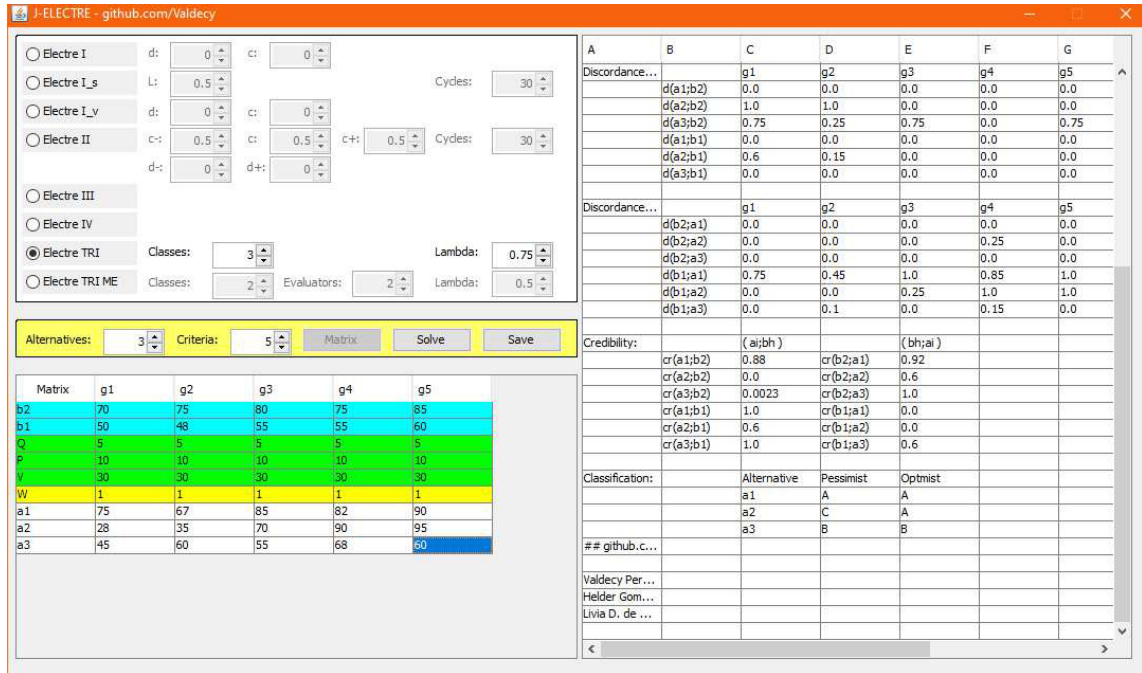 J-ELECTRE - github.com/Valdecy
Electre I d: 0 c: 0
Electre I_s L: 0.5 Cycles: 30
Electre I_v d: 0 c: 0
Electre II c-: 0.5 c: 0.5 c+: 0.5 Cycles: 30
d-: 0 d+: 0
Electre III
Electre IV
Electre TRI Classes: 3 Lambda: 0.75
Electre TRI ME Classes: 2 Evaluators: 2 Lambda: 0.5
Alternatives: 3 Criteria: 5 Matrix Solve Save
Matrix g1 g2 g3 g4 g5
b2 70 75 80 75 85
b1 50 48 55 55 60
Q 5 5 5 5 5
P 10 10 10 10 10
V 30 30 30 30 30
W 1 1 1 1 1
a1 75 67 85 82 90
a2 28 35 70 90 95
a3 45 60 55 68 60
A B C D E F G
Discordance... g1 g2 g3 g4 g5
d(a1;b2) 0.0 0.0 0.0 0.0 0.0
d(a2;b2) 1.0 1.0 0.0 0.0 0.0
d(a3;b2) 0.75 0.25 0.75 0.0 0.75
d(a1;b1) 0.0 0.0 0.0 0.0 0.0
d(a2;b1) 0.6 0.15 0.0 0.0 0.0
d(a3;b1) 0.0 0.0 0.0 0.0 0.0
Discordance... g1 g2 g3 g4 g5
d(b2;a1) 0.0 0.0 0.0 0.0 0.0
d(b2;a2) 0.0 0.0 0.0 0.25 0.0
d(b2;a3) 0.0 0.0 0.0 0.0 0.0
d(b1;a1) 0.75 0.45 1.0 0.85 1.0
d(b1;a2) 0.0 0.0 0.25 1.0 1.0
d(b1;a3) 0.0 0.1 0.0 0.15 0.0
Credibility: ( ai;bh ) ( bh;ai )
cr(a1;b2) 0.88 cr(b2;a1) 0.92
cr(a2;b2) 0.0 cr(b2;a2) 0.6
cr(a3;b2) 0.0023 cr(b2;a3) 1.0
cr(a1;b1) 1.0 cr(b1;a1) 0.0
cr(a2;b1) 0.6 cr(b1;a2) 0.0
cr(a3;b1) 1.0 cr(b1;a3) 0.6
Classification: Alternative Pessimist Optmist
a1 A A
a2 C A
a3 B B
## github.c...
Valdecy Per...
Helder Gom...
Livia D. de ...